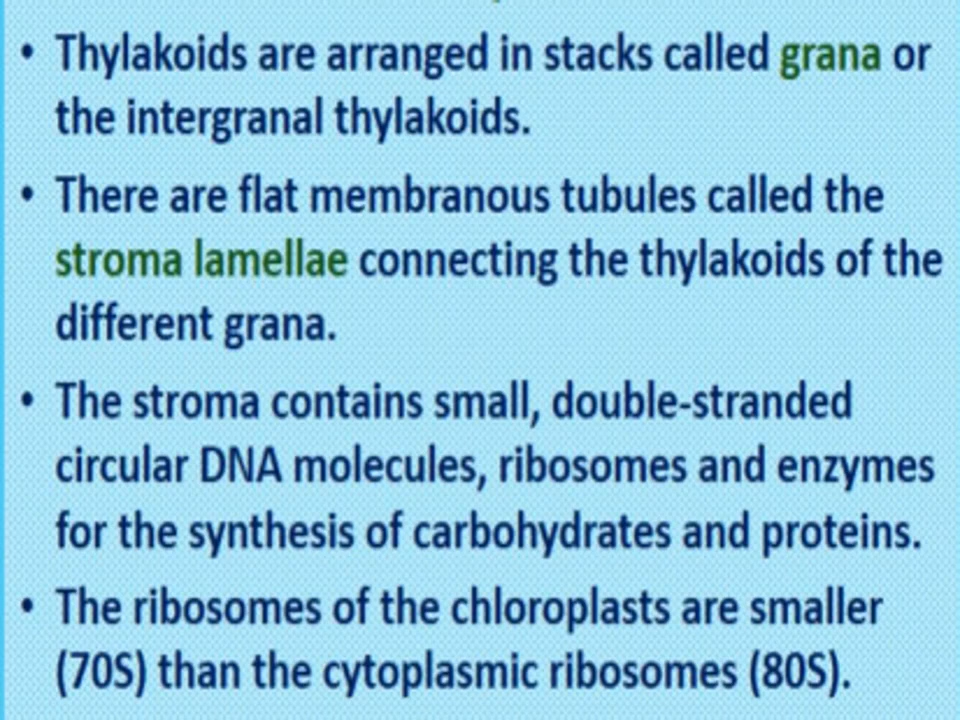 • Thylakoids are arranged in stacks called grana or
the intergranal thylakoids.
• There are flat membranous tubules called the
stroma lamellae connecting the thylakoids of the
different grana.
• The stroma contains small, double-stranded
circular DNA molecules, ribosomes and enzymes
for the synthesis of carbohydrates and proteins.
• The ribosomes of the chloroplasts are smaller
(70S) than the cytoplasmic ribosomes (80S).